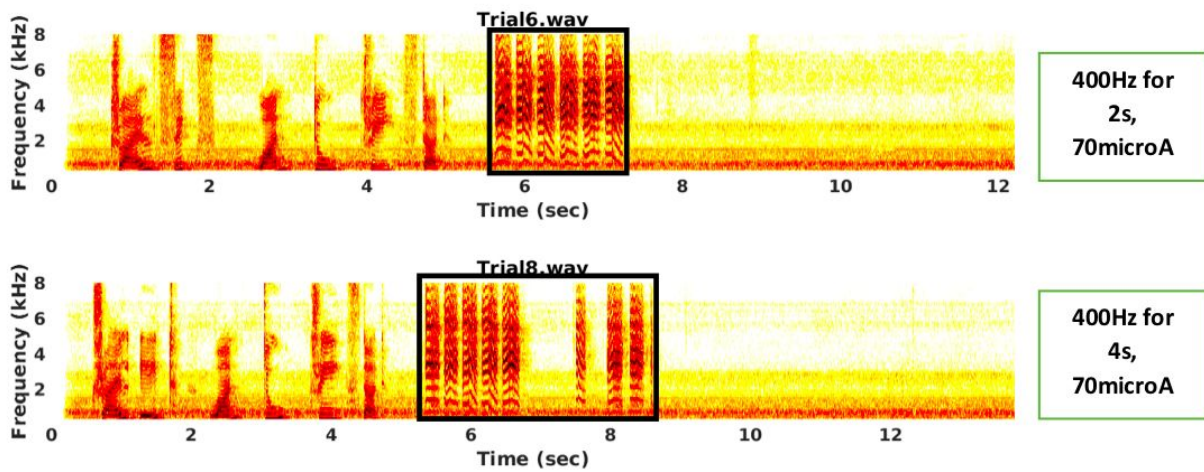 Trial6.wav
Frequency (kHz)
8
6
4
2
0 2 4 6 8 10 12
Time (sec)
400Hz for
2s,
70microA
Trial8.wav
Frequency (kHz)
8
6
4
2
0 2 4 6 8 10 12
Time (sec)
400Hz for
4s,
70microA